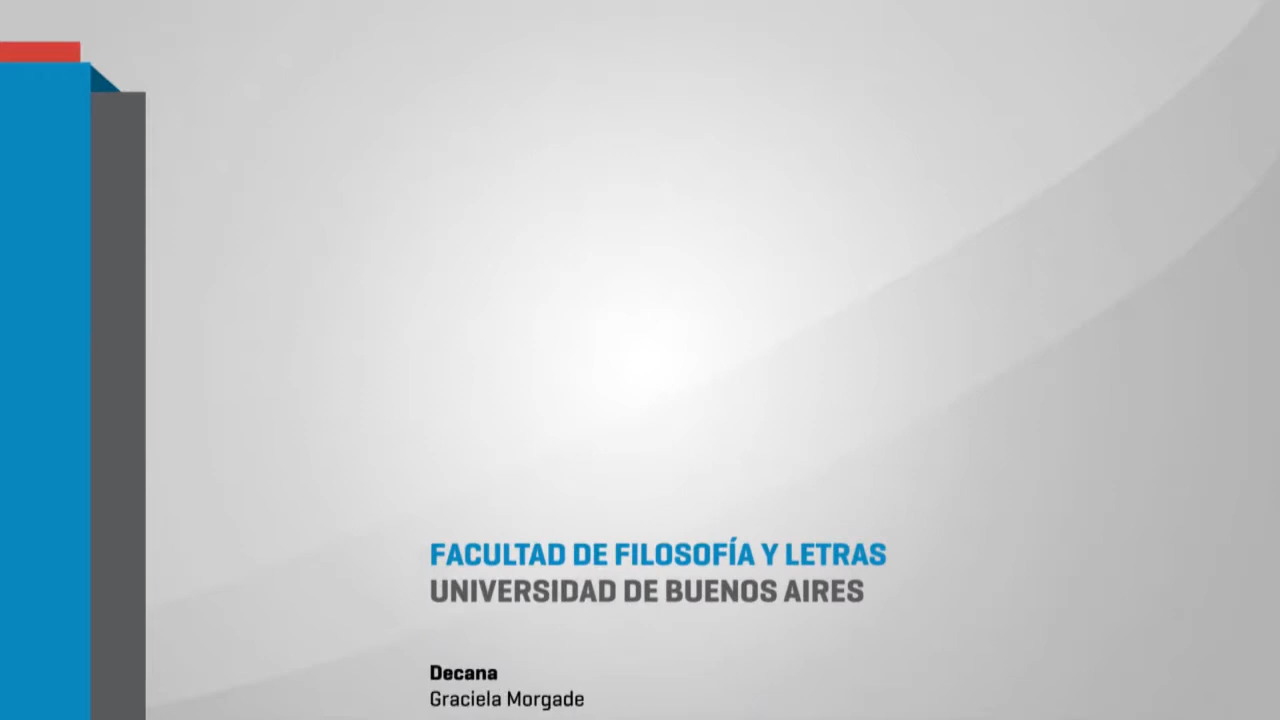 FACULTAD DE FILOSOFÍA Y LETRAS
UNIVERSIDAD DE BUENOS AIRES
Decana
Graciela Morgade